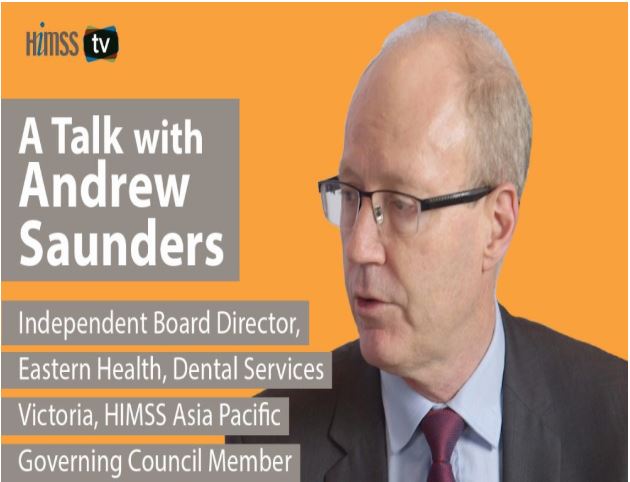 HiMSS tv
A Talk with
Andrew
Saunders
Independent Board Director,
Eastern Health, Dental Services
Victoria, HIMSS Asia Pacific
Governing Council Member